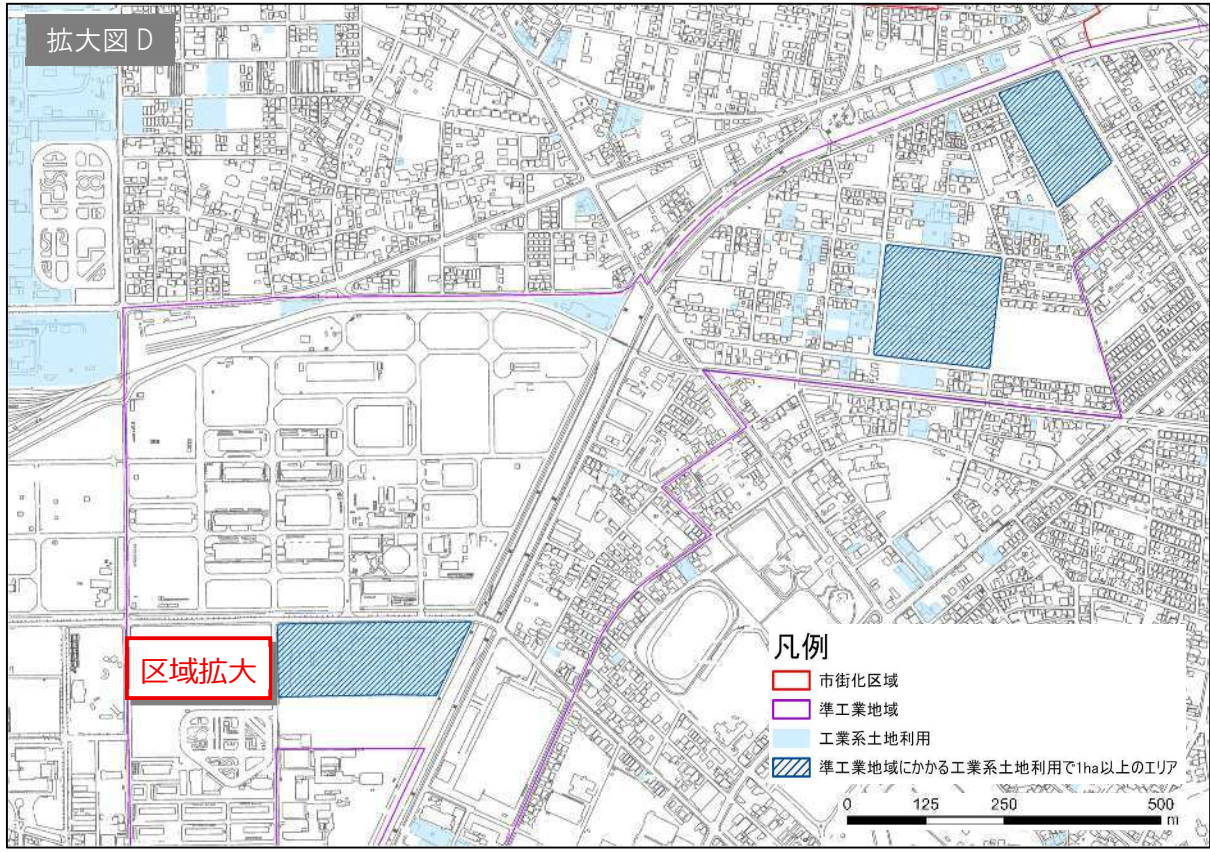 拡大図 D
区域拡大
凡例
市街化区域
準工業地域
工業系土地利用
準工業地域にかかる工業系土地利用で1ha以上のエリア
0 125 250 500
m